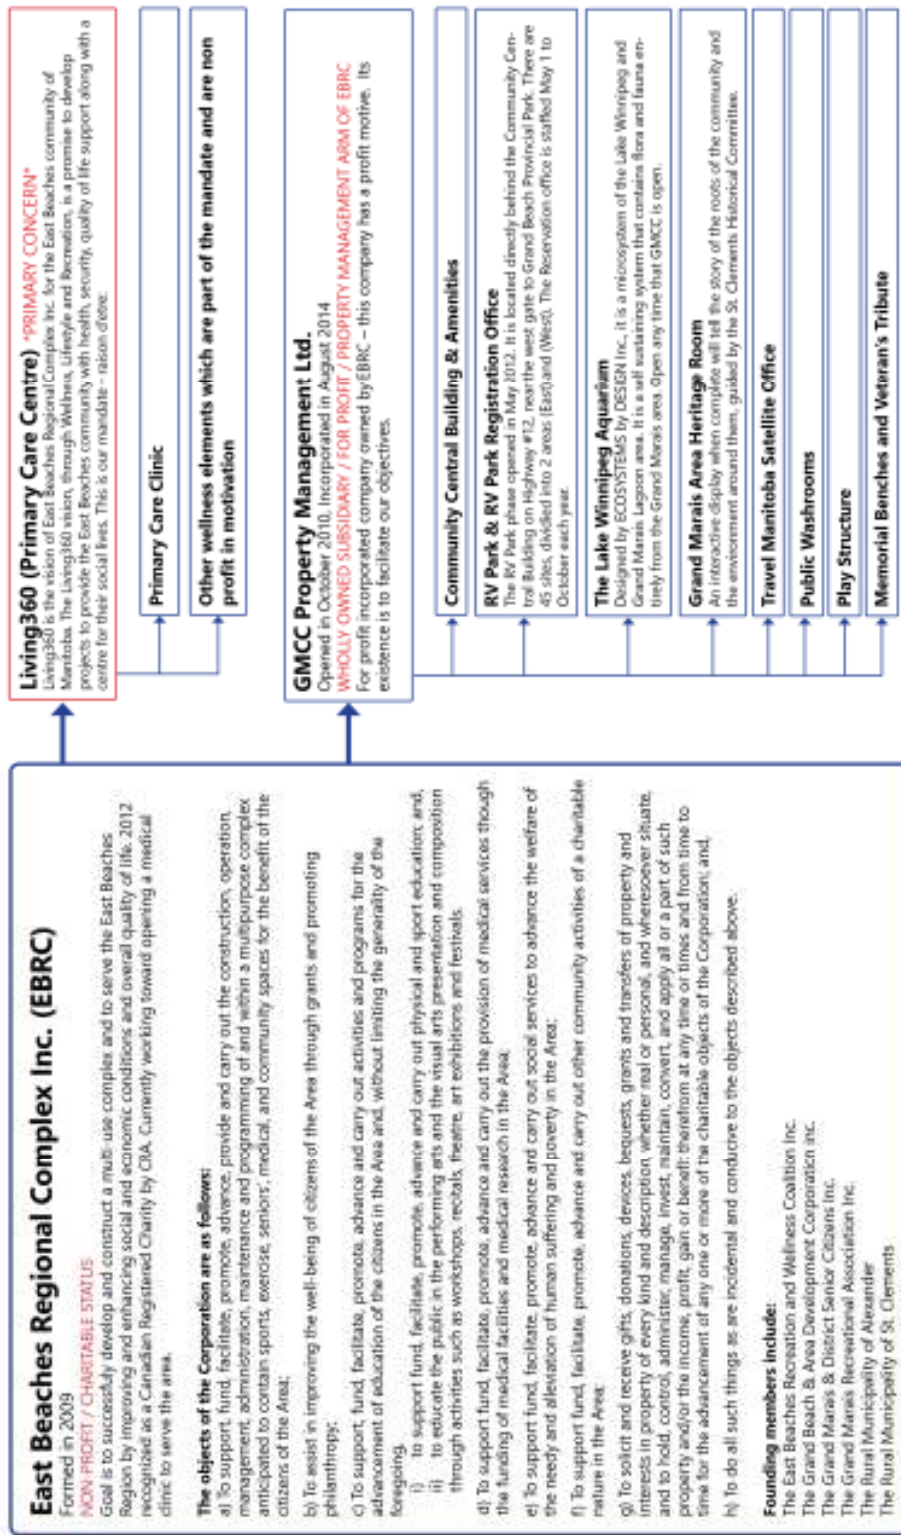 East Beaches Regional Complex Inc. (EBRC)
Formed in 2009
NON-PROFIT / CHARITABLE STATUS
Goal is to successfuly develop and construct a multi-use complex and to serve the East Beaches
Region by improving and enhancing social and economic conditions and overall quality of life. 2012
recognized as a Canadian Registered Charity by CRA. Currently working toward opening a medical
clinic to serve the area.
The objects of the Corporation are as follows:
a) To support, fund, facilitate, promote, advance, provide and carry out the construction, operation,
management, administration, maintenance and programming of and within a multipurpose complex
anticipated to contain sports, exercise, seniors', medical, and community spaces for the benefit of the
citizens of the Area;
b) To assist in improving the well-being of citizens of the Area through grants and promoting
philanthropy;
c) To support, fund, facilitate, promote, advance and carry out activities and programs for the
advancement of education of the citizens in the Area and, without limiting the generality of the
foregoing,
i) to support fund, facilitate, promote, advance and carry out physical and sport education; and,
ii) to educate the public in the performing arts and the visual arts presentation and composition
through activities such as workshops, recitals, theatre, art exhibitions and festivals.
d) To support fund, facilitate, promote, advance and carry out the provision of medical services though
the funding of medical facilities and medical research in the Area;
e) To support fund, facilitate, promote, advance and carry out social services to advance the welfare of
the needy and alleviation of human suffering and poverty in the Area;
f) To support fund, facilitate, promote, advance and carry out other community activities of a charitable
nature in the Area;
g) To solicit and receive gifts, donations, devices, bequests, grants and transfers of property and
interests in property of every kind and description, whether real or personal, and wheresoever situate,
and to hold, control, administer, manage, invest, maintain, convert, and apply all or a part of such
property and/or the income, profit, gain or benefit therefrom at any time or times and from time to
time for the advancement of any one or more of the charitable objects of the Corporation; and,
h) To do all such things as are incidental and conducive to the objects described above.
Founding members include:
The East Beaches Recreation and Wellness Coalition Inc.
The Grand Beach & Area Development Corporation inc.
The Grand Marais & District Senior Citizens Inc.
The Grand Marais Recreational Association Inc.
The Rural Municipality of Alexander
The Rural Municipality of St. Clements
Living360 (Primary Care Centre) *PRIMARY CONCERN*
Living360 is the vision of East Beaches Regional Complex Inc. for the East Beaches community of
Manitoba. The Living360 vision, through Wellness, Lifestyle and Recreation, is a promise to develop
projects to provide the East Beaches community with health, security, quality of life support along with a
centre for their social lives. This is our mandate – raison d'etre:
Primary Care Clinic
Other wellness elements which are part of the mandate and are non
profit in motivation
GMCC Property Management Ltd.
Opened in October 2010, Incorporated in August 2014
WHOLLY OWNED SUBSIDIARY / FOR PROFIT / PROPERTY MANAGEMENT ARM OF EBRC
For profit incorporated company owned by EBRC – this company has a profit motive. Its
existence is to facilitate our objectives.
Community Central Building & Amenities
RV Park & RV Park Registration Office
The RV Park phase opened in May 2012. It is located directly behind the Community Cen-
tral Building on Highway #12, near the west gate to Grand Beach Provincial Park. There are
45 sites, divided into 2 areas (East) and (West). The Reservation office is staffed May 1 to
October each year.
The Lake Winnipeg Aquarium
Designed by ECOSYSTEMS by DESIGN Inc., it is a microsystem of the Lake Winnipeg and
Grand Marais Lagoon area. It is a self sustaining system that contains flora and fauna en-
tirely from the Grand Marais area. Open any time that GMCC is open.
Grand Marais Area Heritage Room
An interactive display when complete will tell the story of the roots of the community and
the environment around them, guided by the St. Clements Historical Committee.
Travel Manitoba Satellite Office
Public Washrooms
Play Structure
Memorial Benches and Veteran's Tribute